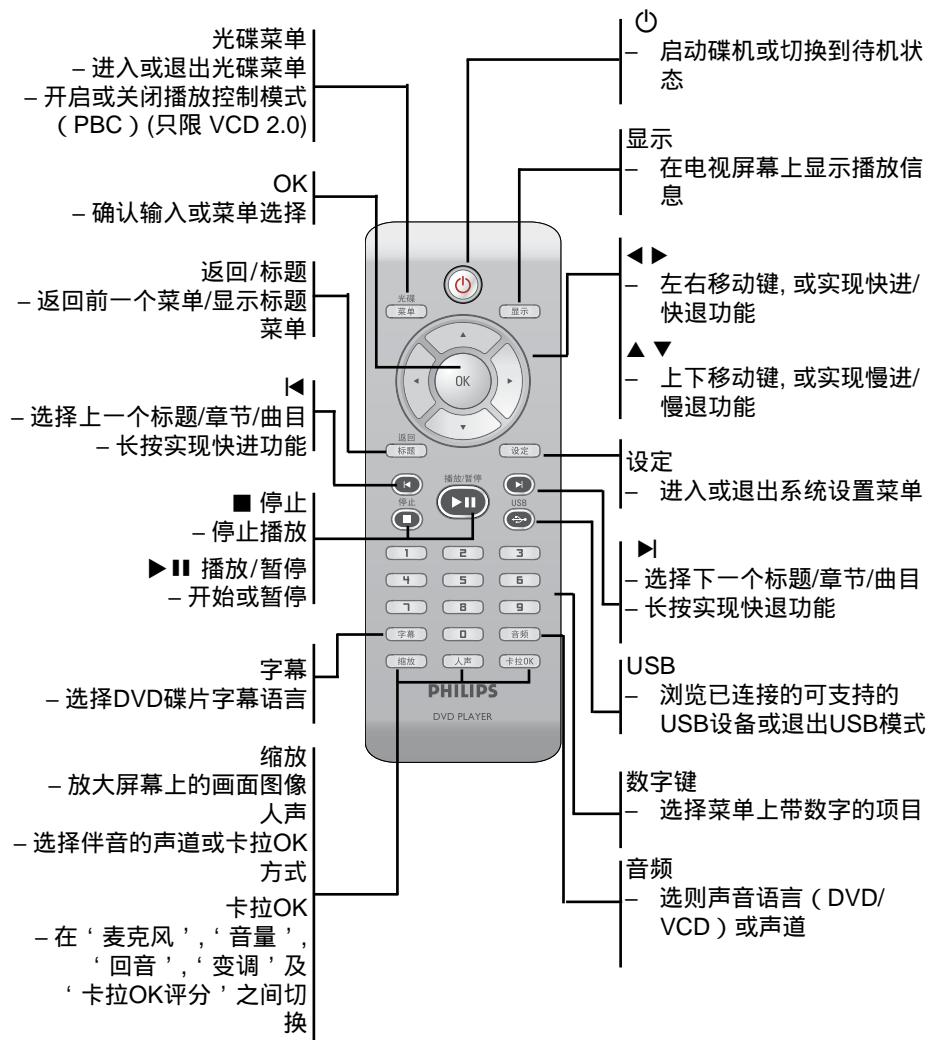 光碟菜单
– 进入或退出光碟菜单
– 开启或关闭播放控制模式
（PBC）(只限 VCD 2.0)
OK
– 确认输入或菜单选择
返回/标题
– 返回前一个菜单/显示标题
菜单
– 选择上一个标题/章节/曲目
– 长按实现快进功能
■ 停止
– 停止播放
▶II 播放/暂停
– 开始或暂停
字幕
– 选择DVD碟片字幕语言
缩放
– 放大屏幕上的画面图像
人声
– 选择伴音的声道或卡拉OK
方式
卡拉OK
– 在‘麦克风’,‘音量’,
‘回音’,‘变调’及
‘卡拉OK评分’之间切
换
光碟
菜单
显示
OK
返回
标题
设定
播放/暂停
停止
USB
1 2 3
4 5 6
7 8 9
字幕 0 音频
缩放 人声 卡拉OK
PHILIPS
DVD PLAYER
– 启动碟机或切换到待机状
态
显示
– 在电视屏幕上显示播放信
息
◀ ▶
– 左右移动键, 或实现快进/
快退功能
▲ ▼
– 上下移动键, 或实现慢进/
慢退功能
设定
– 进入或退出系统设置菜单
– 选择下一个标题/章节/曲目
– 长按实现快退功能
USB
– 浏览已连接的可支持的
USB设备或退出USB模式
数字键
– 选择菜单上带数字的项目
音频
– 选则声音语言（DVD/
VCD）或声道